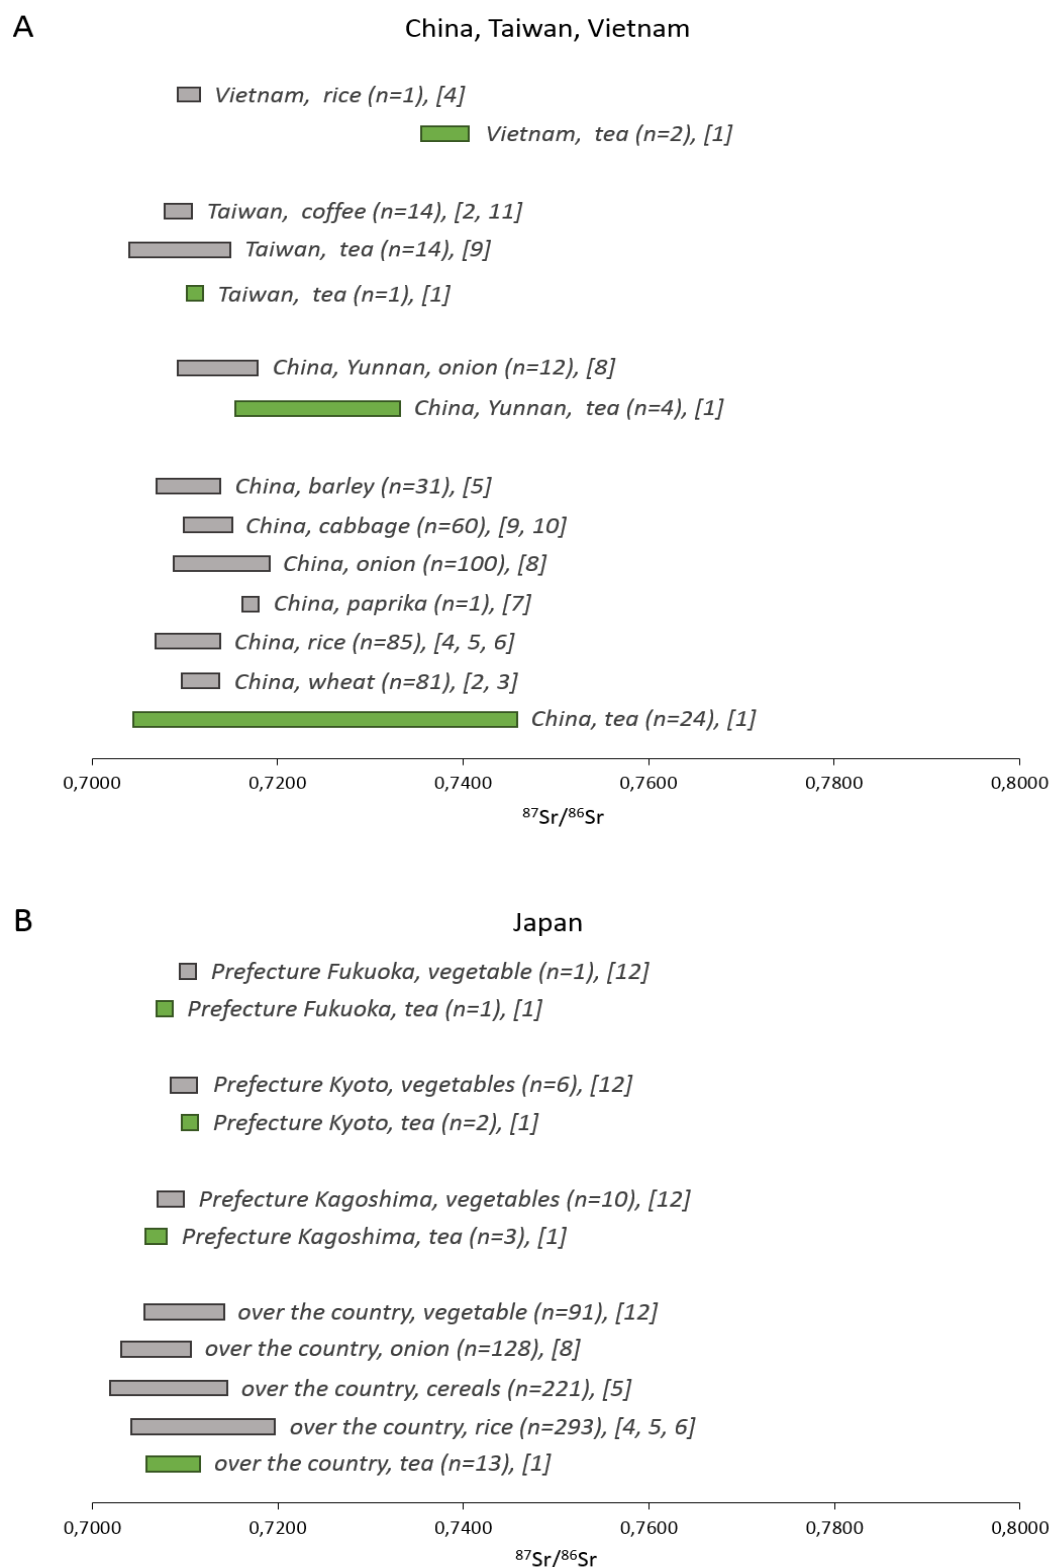 A
China, Taiwan, Vietnam
Vietnam, rice (n=1), [4]
Vietnam, tea (n=2), [1]
Taiwan, coffee (n=14), [2, 11]
Taiwan, tea (n=14), [9]
Taiwan, tea (n=1), [1]
China, Yunnan, onion (n=12), [8]
China, Yunnan, tea (n=4), [1]
China, barley (n=31), [5]
China, cabbage (n=60), [9, 10]
China, onion (n=100), [8]
China, paprika (n=1), [7]
China, rice (n=85), [4, 5, 6]
China, wheat (n=81), [2, 3]
China, tea (n=24), [1]
0,7000 0,7200 0,7400 0,7600 0,7800 0,8000
⁸⁷Sr/⁸⁶Sr
B
Japan
Prefecture Fukuoka, vegetable (n=1), [12]
Prefecture Fukuoka, tea (n=1), [1]
Prefecture Kyoto, vegetables (n=6), [12]
Prefecture Kyoto, tea (n=2), [1]
Prefecture Kagoshima, vegetables (n=10), [12]
Prefecture Kagoshima, tea (n=3), [1]
over the country, vegetable (n=91), [12]
over the country, onion (n=128), [8]
over the country, cereals (n=221), [5]
over the country, rice (n=293), [4, 5, 6]
over the country, tea (n=13), [1]
0,7000 0,7200 0,7400 0,7600 0,7800 0,8000
⁸⁷Sr/⁸⁶Sr